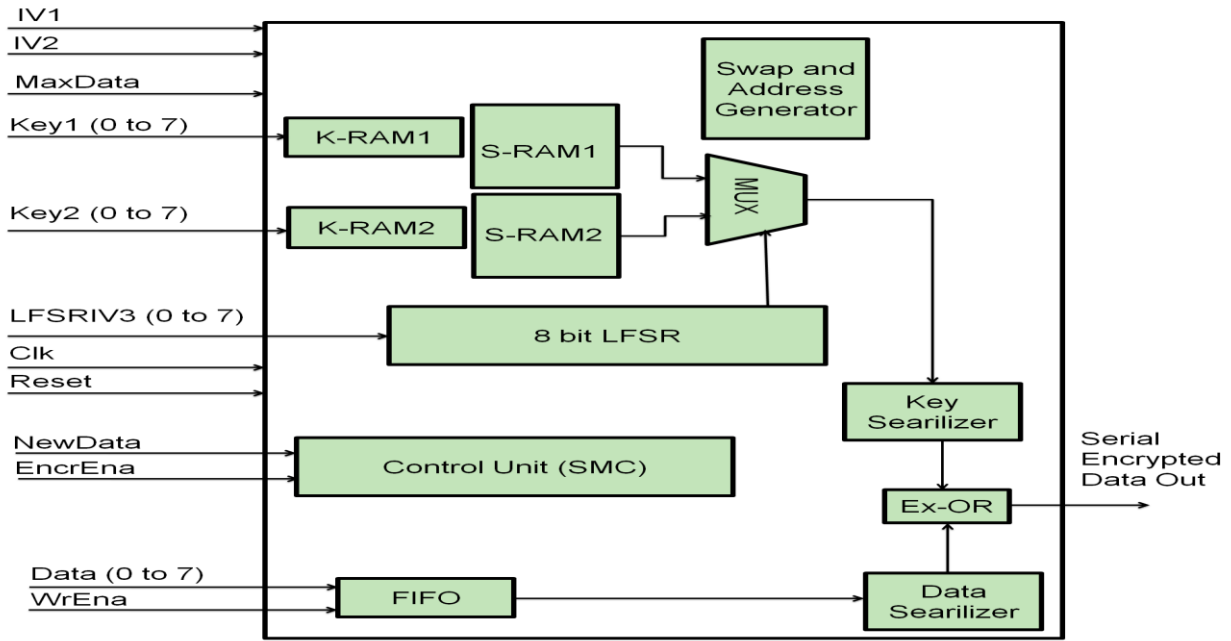 IV1
IV2
MaxData
Key1 (0 to 7)
Key2 (0 to 7)
LFSRIV3 (0 to 7)
Clk
Reset
NewData
EncrEna
Data (0 to 7)
WrEna
K-RAM1
S-RAM1
K-RAM2
S-RAM2
Swap and
Address
Generator
MUX
8 bit LFSR
Control Unit (SMC)
FIFO
Key
Searilizer
Ex-OR
Data
Searilizer
Serial
Encrypted
Data Out